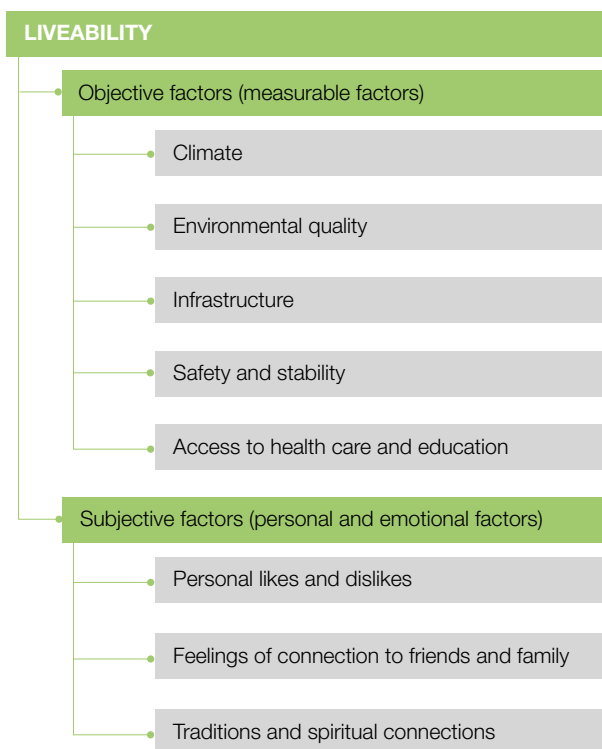 LIVEABILITY
Objective factors (measurable factors)
Climate
Environmental quality
Infrastructure
Safety and stability
Access to health care and education
Subjective factors (personal and emotional factors)
Personal likes and dislikes
Feelings of connection to friends and family
Traditions and spiritual connections